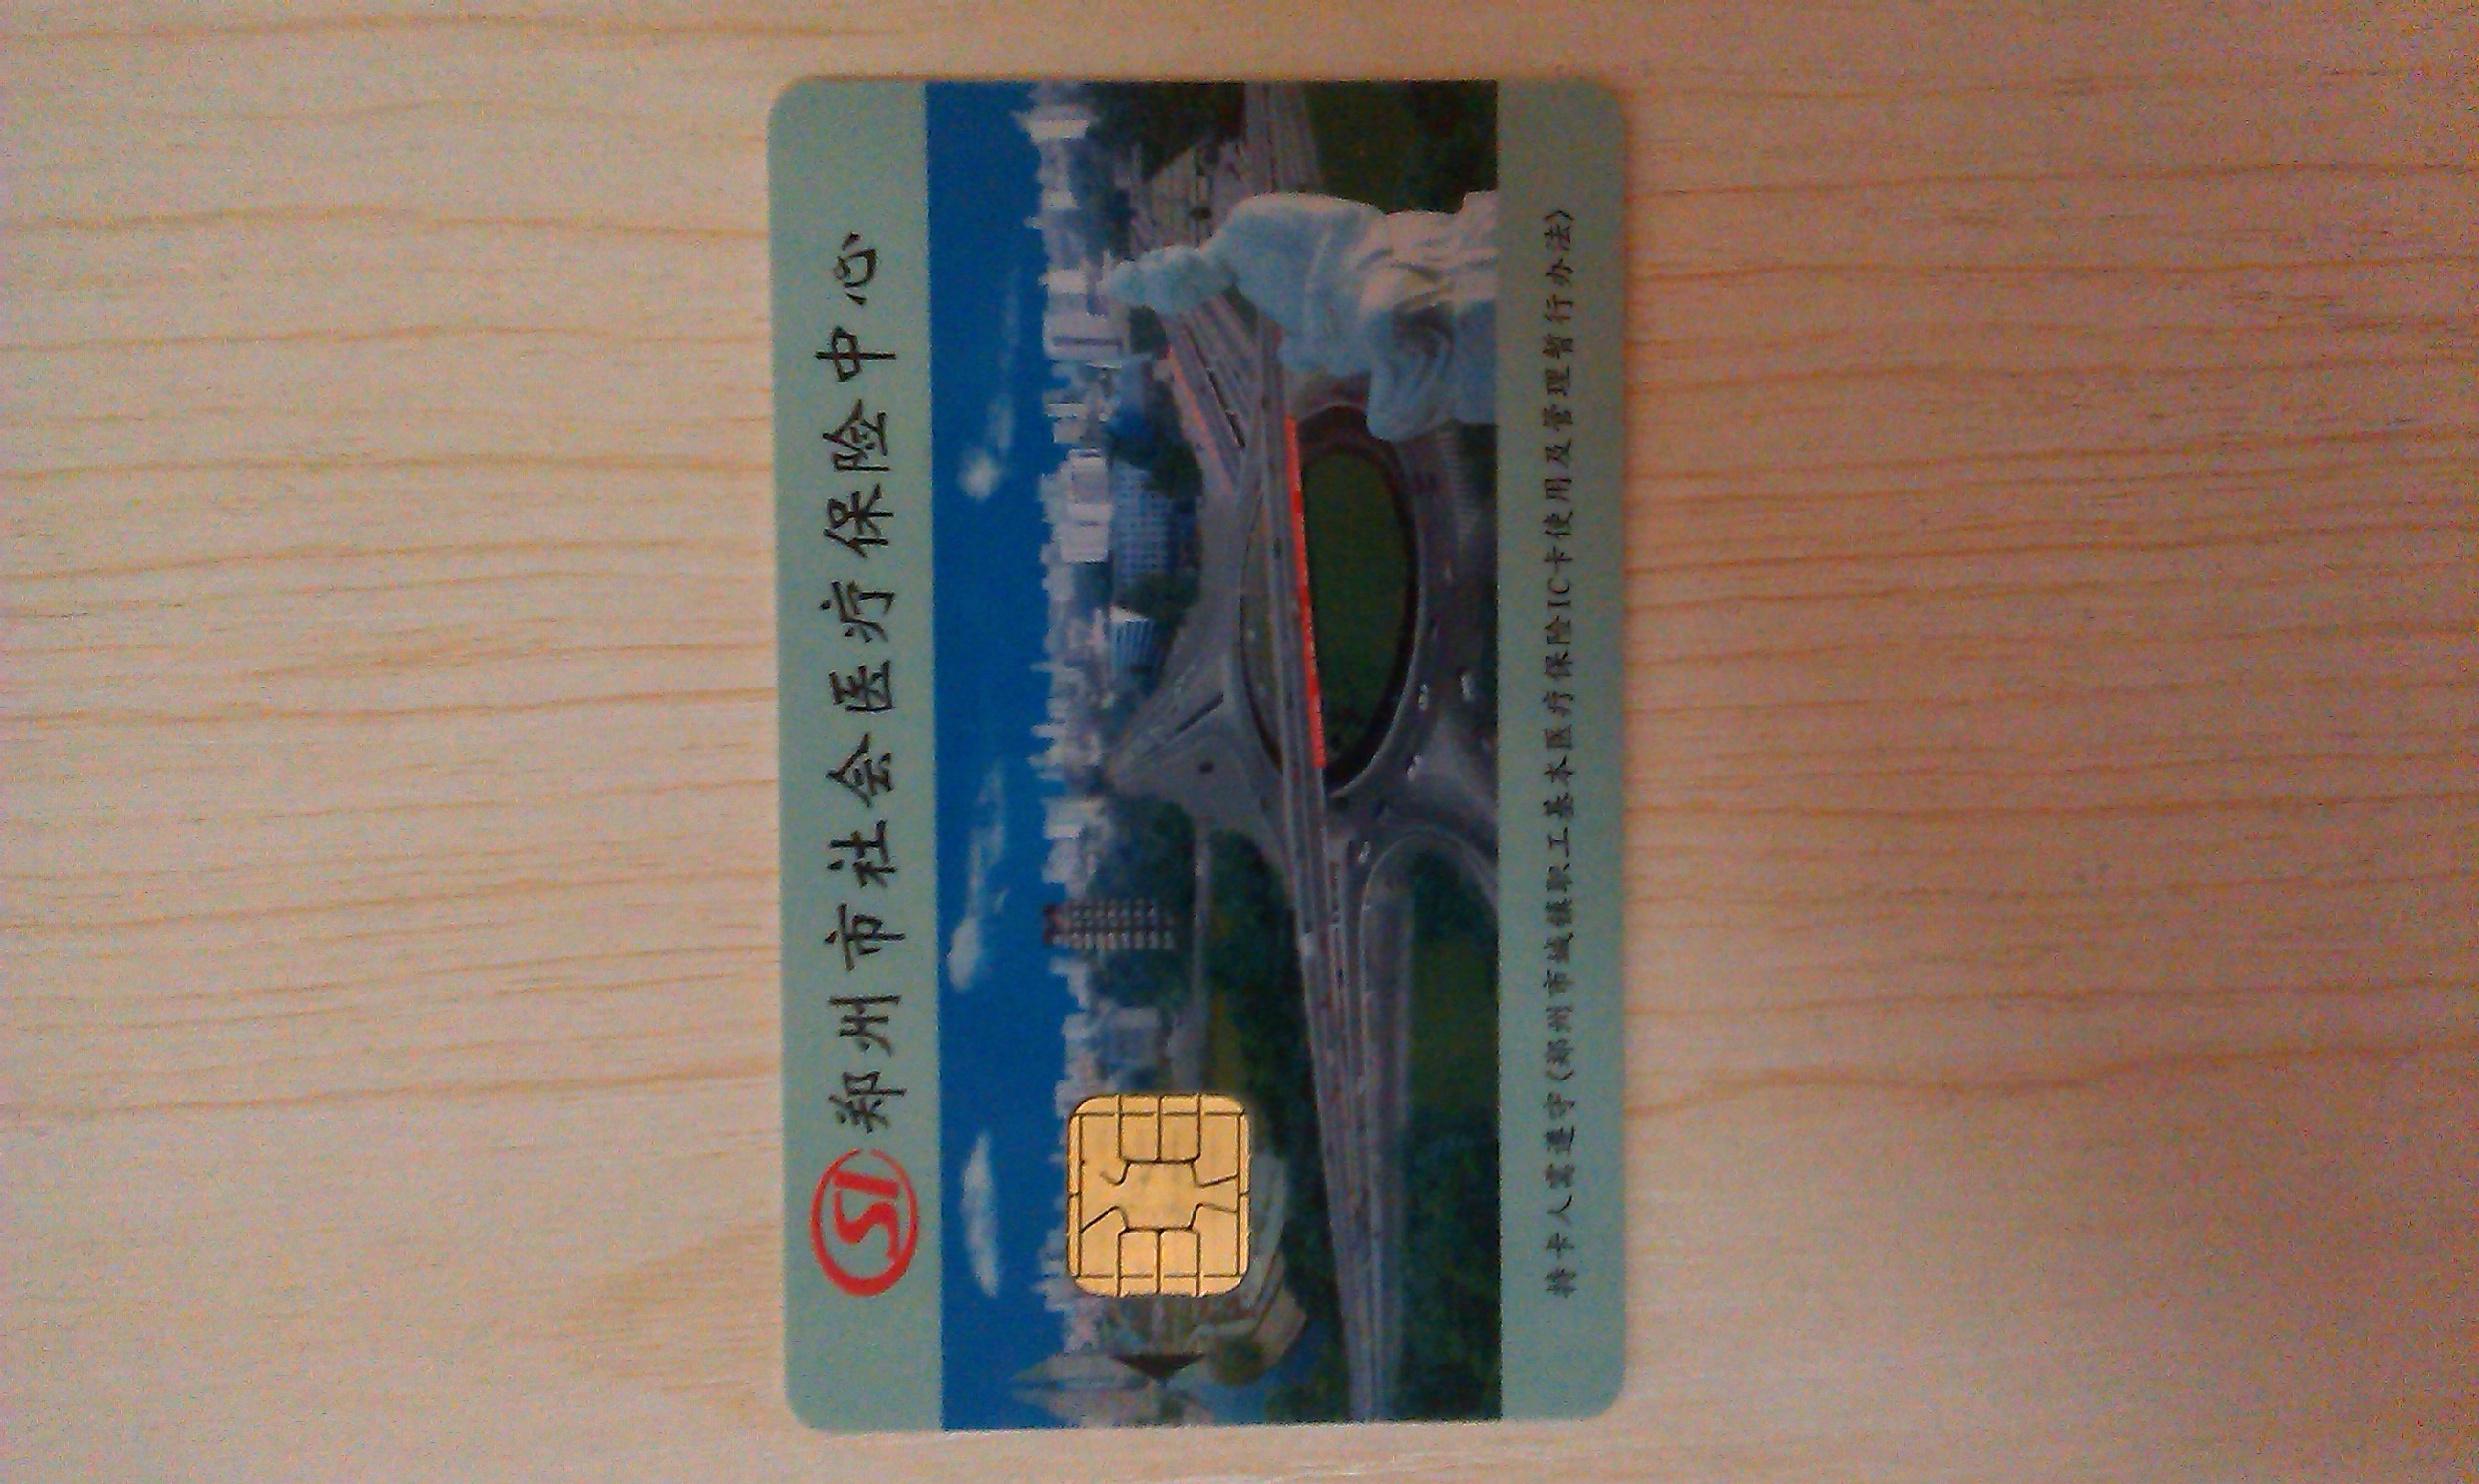 SI 郑州市社会医疗保险中心
持卡人需遵守《郑州市城镇职工基本医疗保险IC卡使用及管理暂行办法》